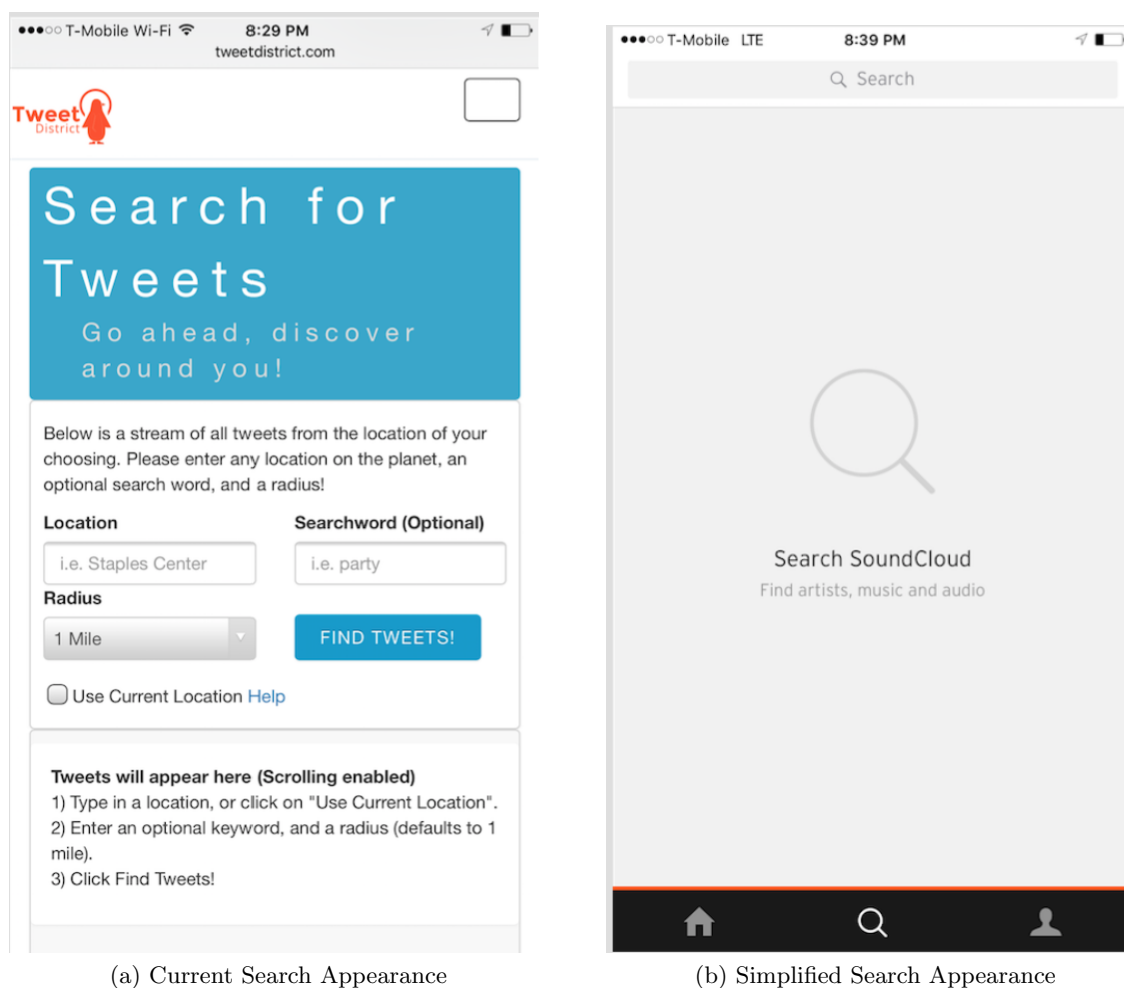 T-Mobile Wi-Fi 8:29 PM
tweetdistrict.com
Tweet
District
Search for
Tweets
Go ahead, discover
around you!
Below is a stream of all tweets from the location of your
choosing. Please enter any location on the planet, an
optional search word, and a radius!
Location Searchword (Optional)
i.e. Staples Center i.e. party
Radius
1 Mile FIND TWEETS!
Use Current Location Help
Tweets will appear here (Scrolling enabled)
1) Type in a location, or click on "Use Current Location".
2) Enter an optional keyword, and a radius (defaults to 1
mile).
3) Click Find Tweets!
(a) Current Search Appearance
T-Mobile LTE 8:39 PM
Search
Search SoundCloud
Find artists, music and audio
(b) Simplified Search Appearance